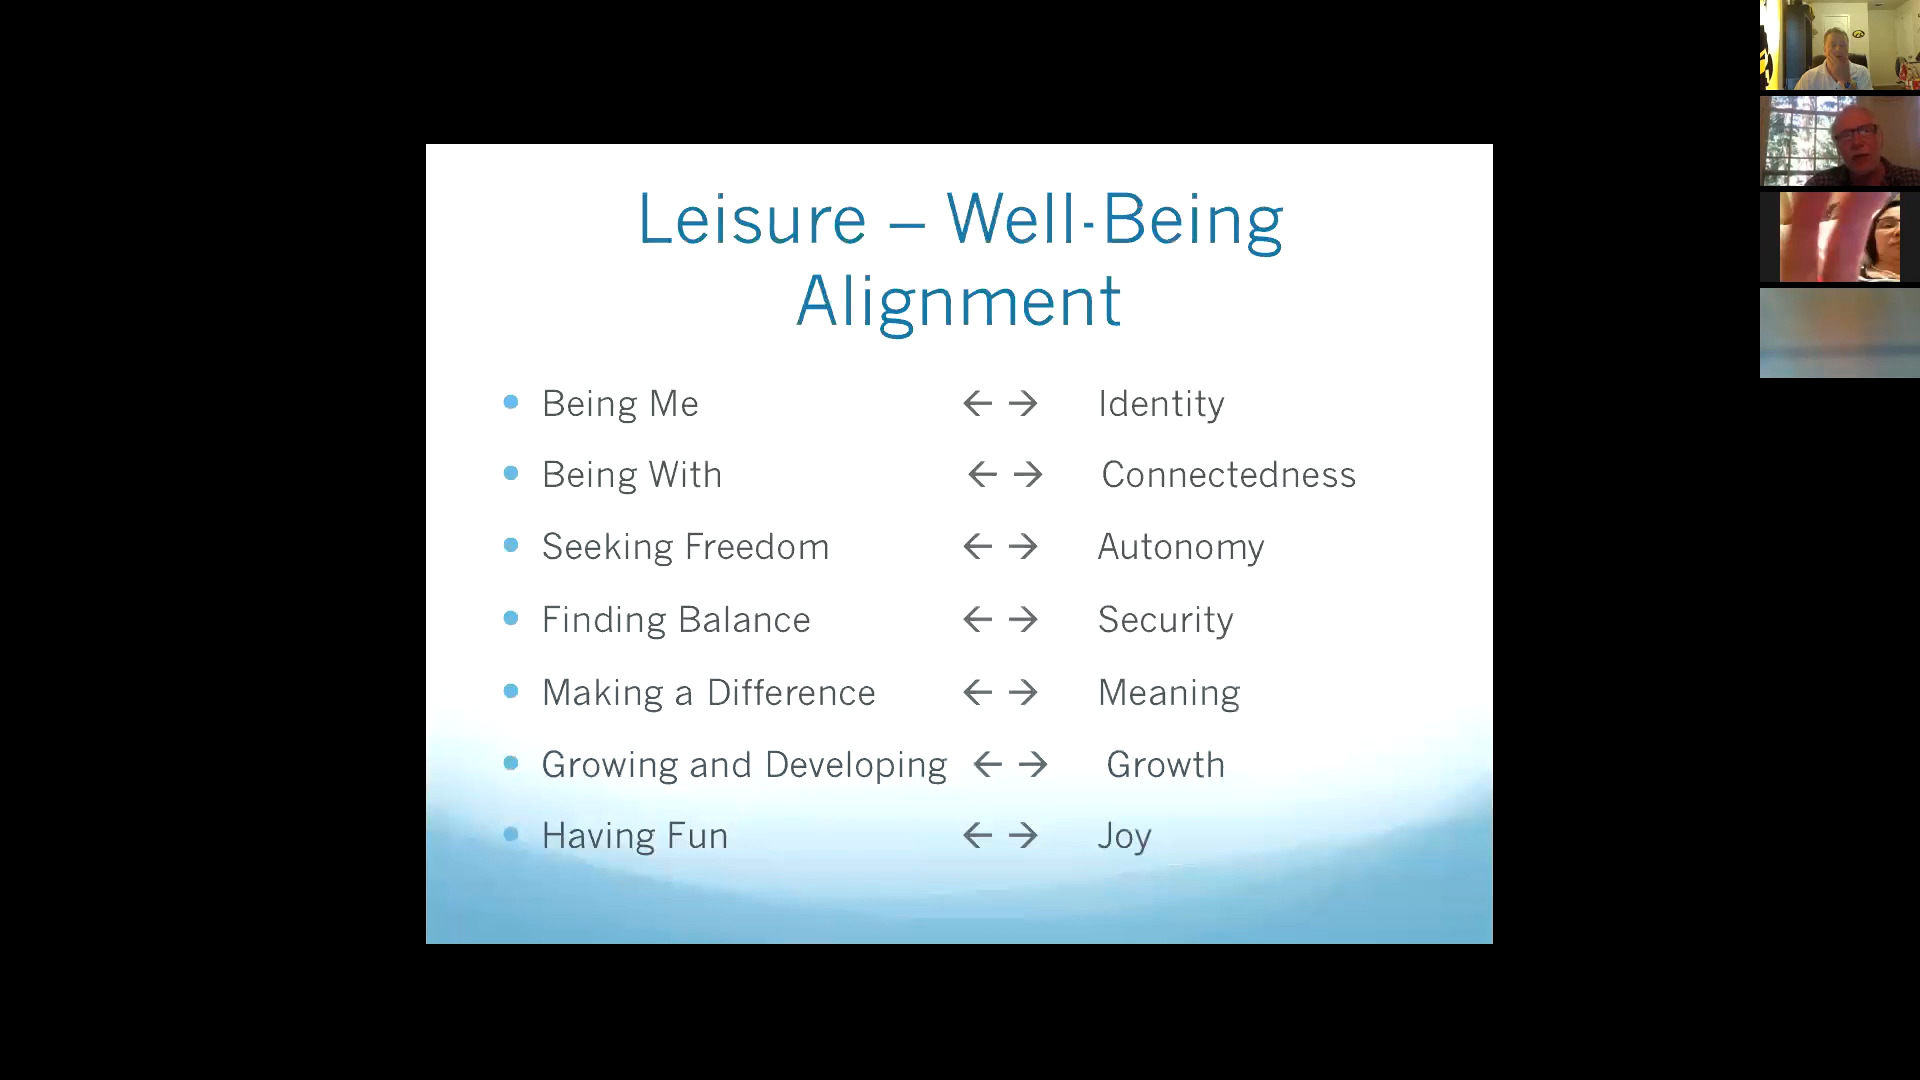 Leisure – Well-Being
Alignment
• Being Me ← → Identity
• Being With ← → Connectedness
• Seeking Freedom ← → Autonomy
• Finding Balance ← → Security
• Making a Difference ← → Meaning
• Growing and Developing ← → Growth
• Having Fun ← → Joy